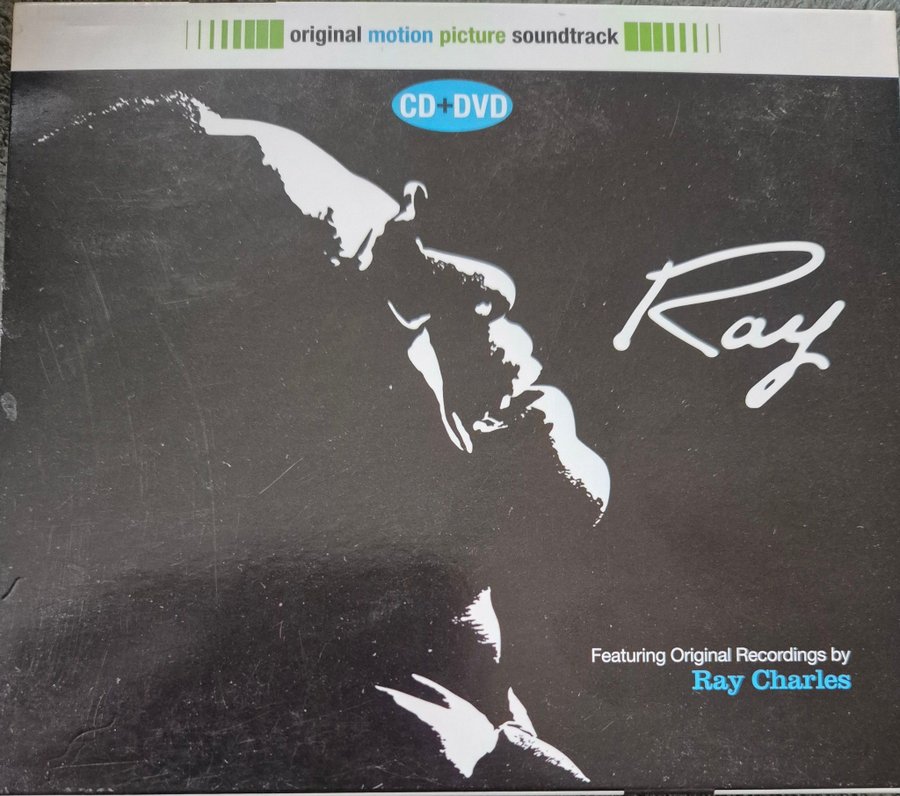 original motion picture soundtrack
CD+DVD
Ray
Featuring Original Recordings by
Ray Charles